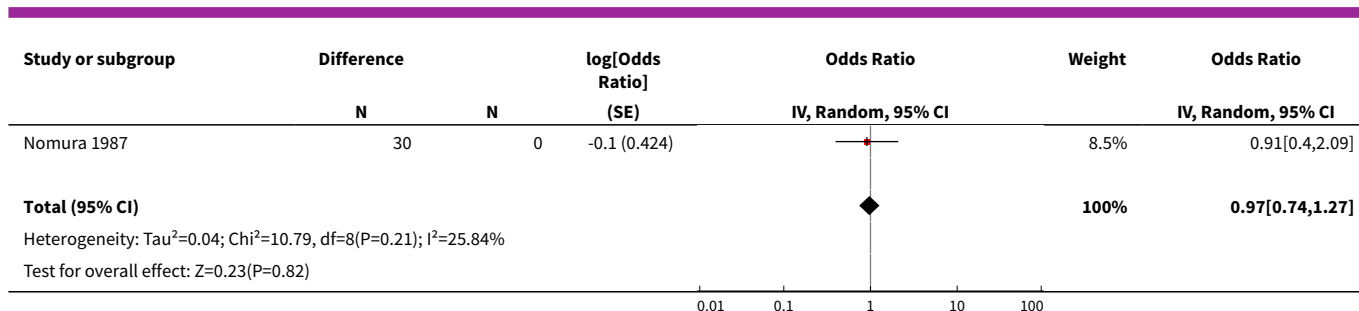 Study or subgroup Difference log[Odds Ratio] Odds Ratio Weight Odds Ratio
N N (SE) IV, Random, 95% CI IV, Random, 95% CI
Nomura 1987 30 0 -0.1 (0.424) 8.5% 0.91[0.4,2.09]
Total (95% CI) 100% 0.97[0.74,1.27]
Heterogeneity: Tau²=0.04; Chi²=10.79, df=8(P=0.21); I²=25.84%
Test for overall effect: Z=0.23(P=0.82)
0.01 0.1 1 10 100